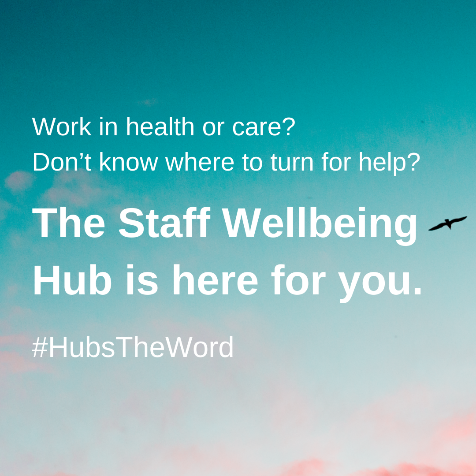 Work in health or care?
Don’t know where to turn for help?
The Staff Wellbeing
Hub is here for you.
#HubsTheWord